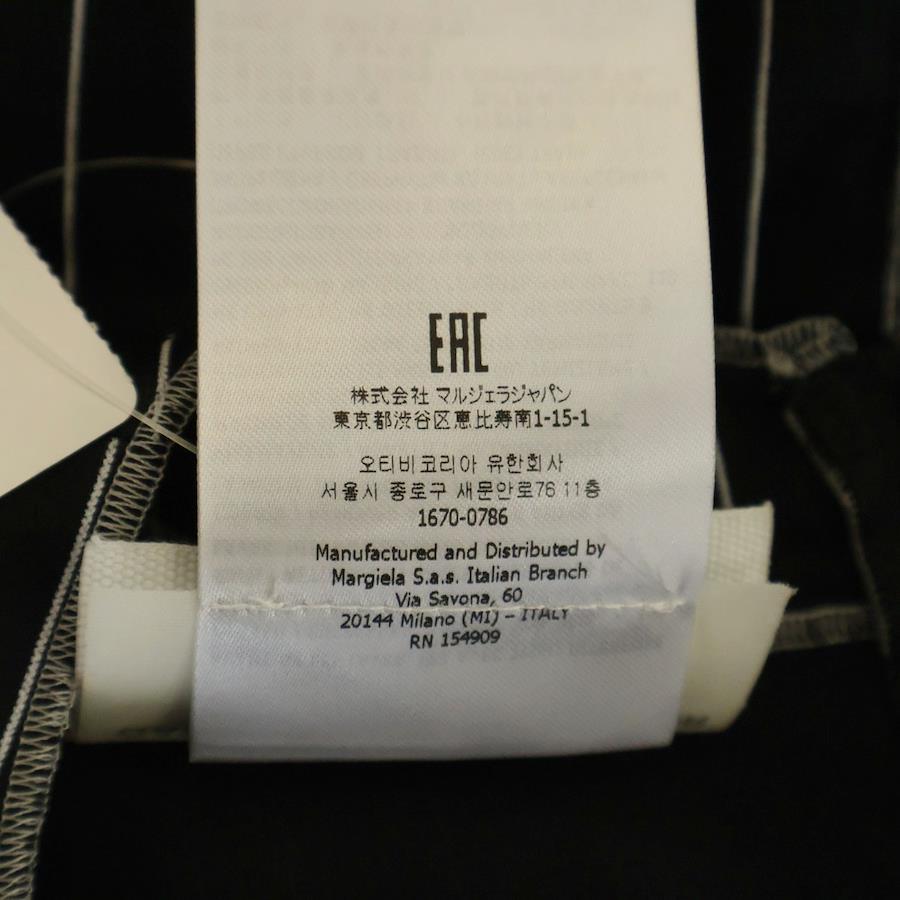 EAC
株式会社 マルジェラジャパン
東京都渋谷区恵比寿南1-15-1
오티비코리아 유한회사
서울시 종로구 새문안로76 11층
1670-0786
Manufactured and Distributed by
Margiela S.a.s. Italian Branch
Via Savona, 60
20144 Milano (MI) – ITALY
RN 154909